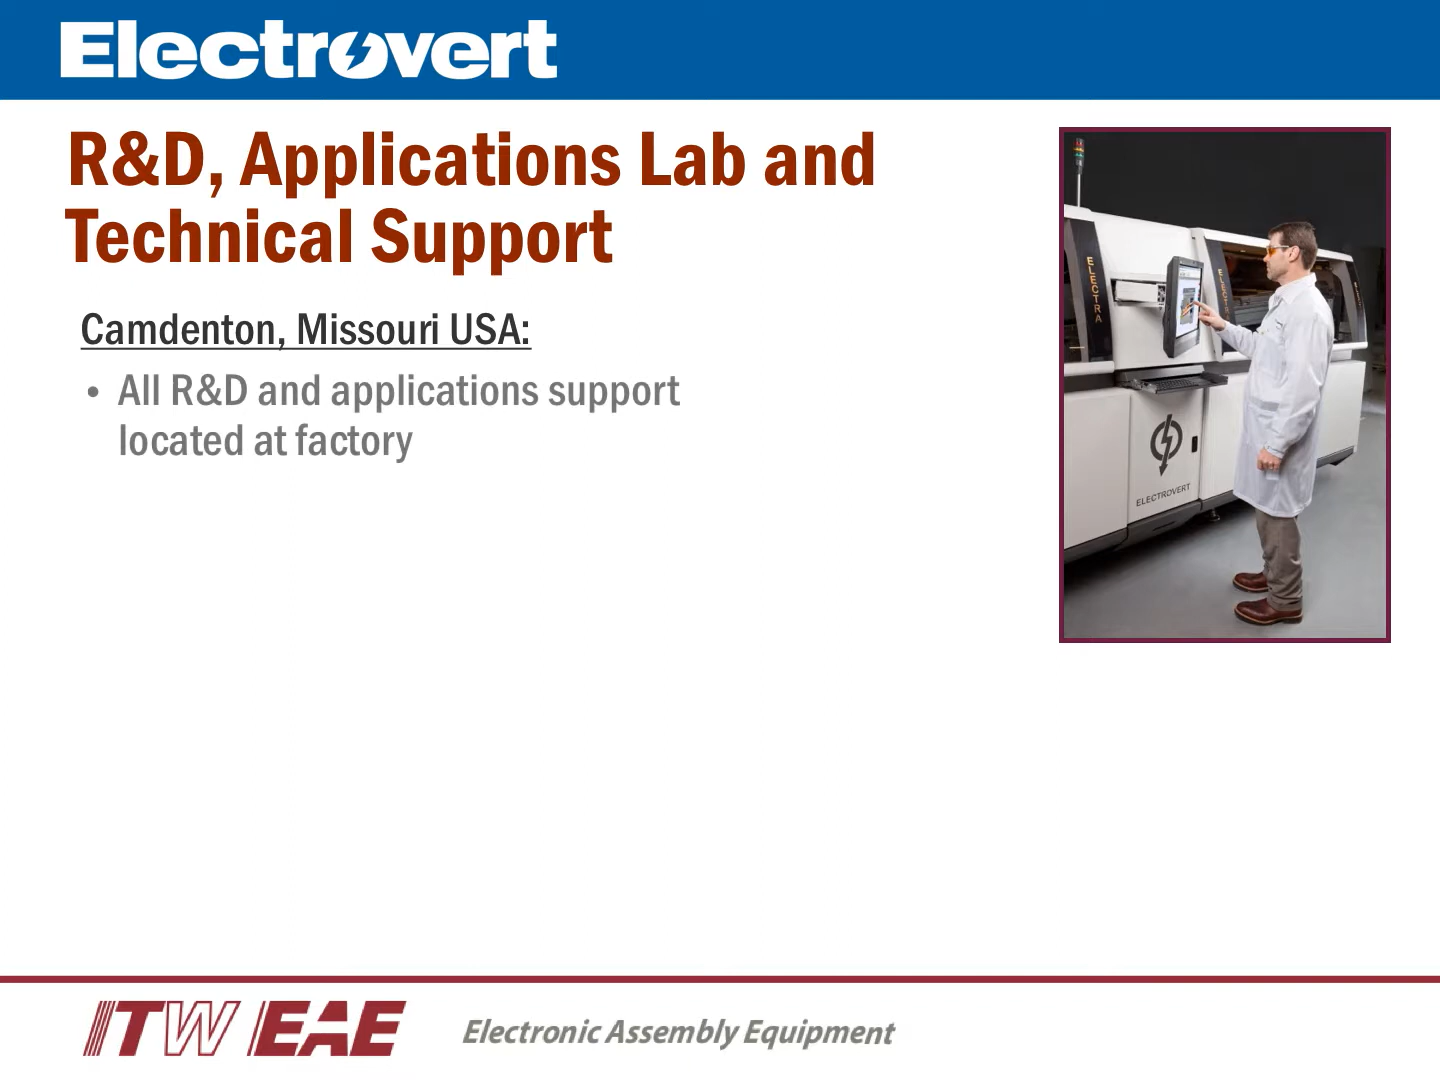 Electrovert
R&D, Applications Lab and
Technical Support
Camdenton, Missouri USA:
• All R&D and applications support
located at factory
ELECTRA
ELECTRA
ELECTROVERT
ITW EAE
Electronic Assembly Equipment